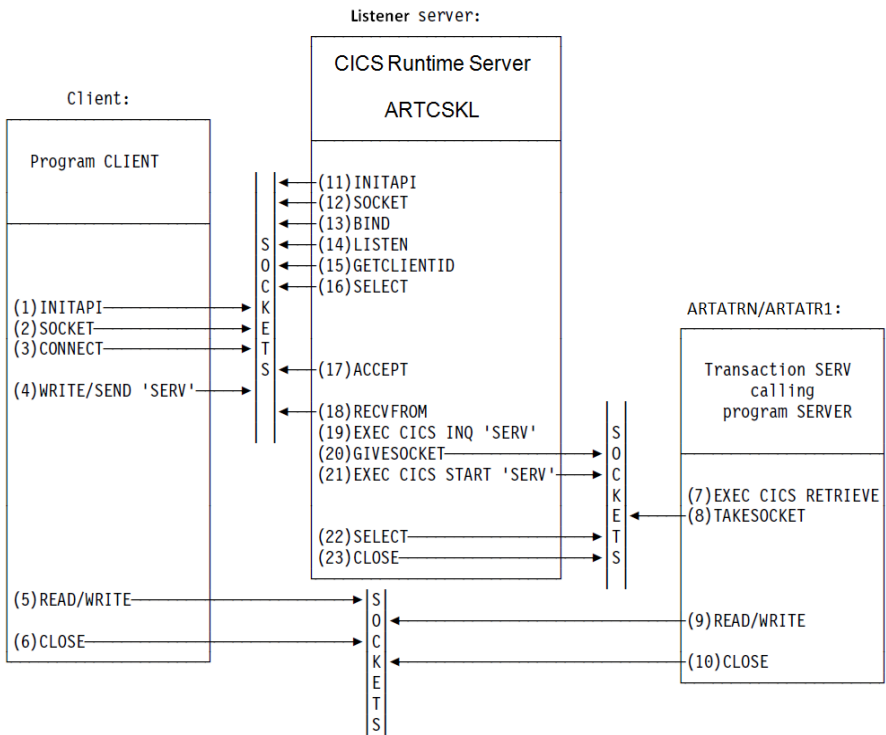 Listener server:
CICS Runtime Server
ARTCSKL
Client:
Program CLIENT
(11)INITAPI
(12)SOCKET
(13)BIND
(14)LISTEN
(15)GETCLIENTID
(16)SELECT
SOCKETS
(1)INITAPI
(2)SOCKET
(3)CONNECT
(17)ACCEPT
(4)WRITE/SEND 'SERV'
(18)RECVFROM
(19)EXEC CICS INQ 'SERV'
(20)GIVESOCKET
(21)EXEC CICS START 'SERV'
(22)SELECT
(23)CLOSE
SOCKETS
ARTATRN/ARTATR1:
Transaction SERV
calling
program SERVER
(7)EXEC CICS RETRIEVE
(8)TAKESOCKET
(5)READ/WRITE
(6)CLOSE
SOCKETS
(9)READ/WRITE
(10)CLOSE